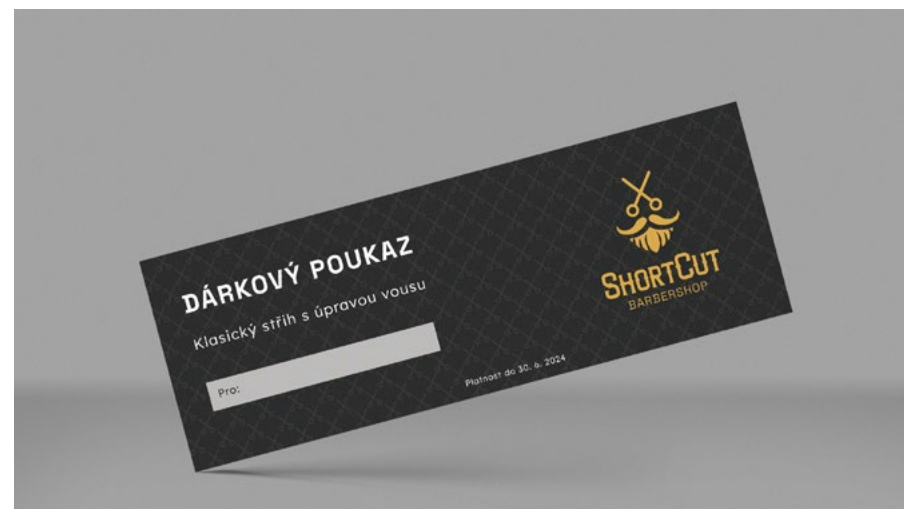 DÁRKOVÝ POUKAZ
Klasický střih s úpravou vousu
Pro:
Platnost do 30. 6. 2024
SHORTCUT
BARBERSHOP